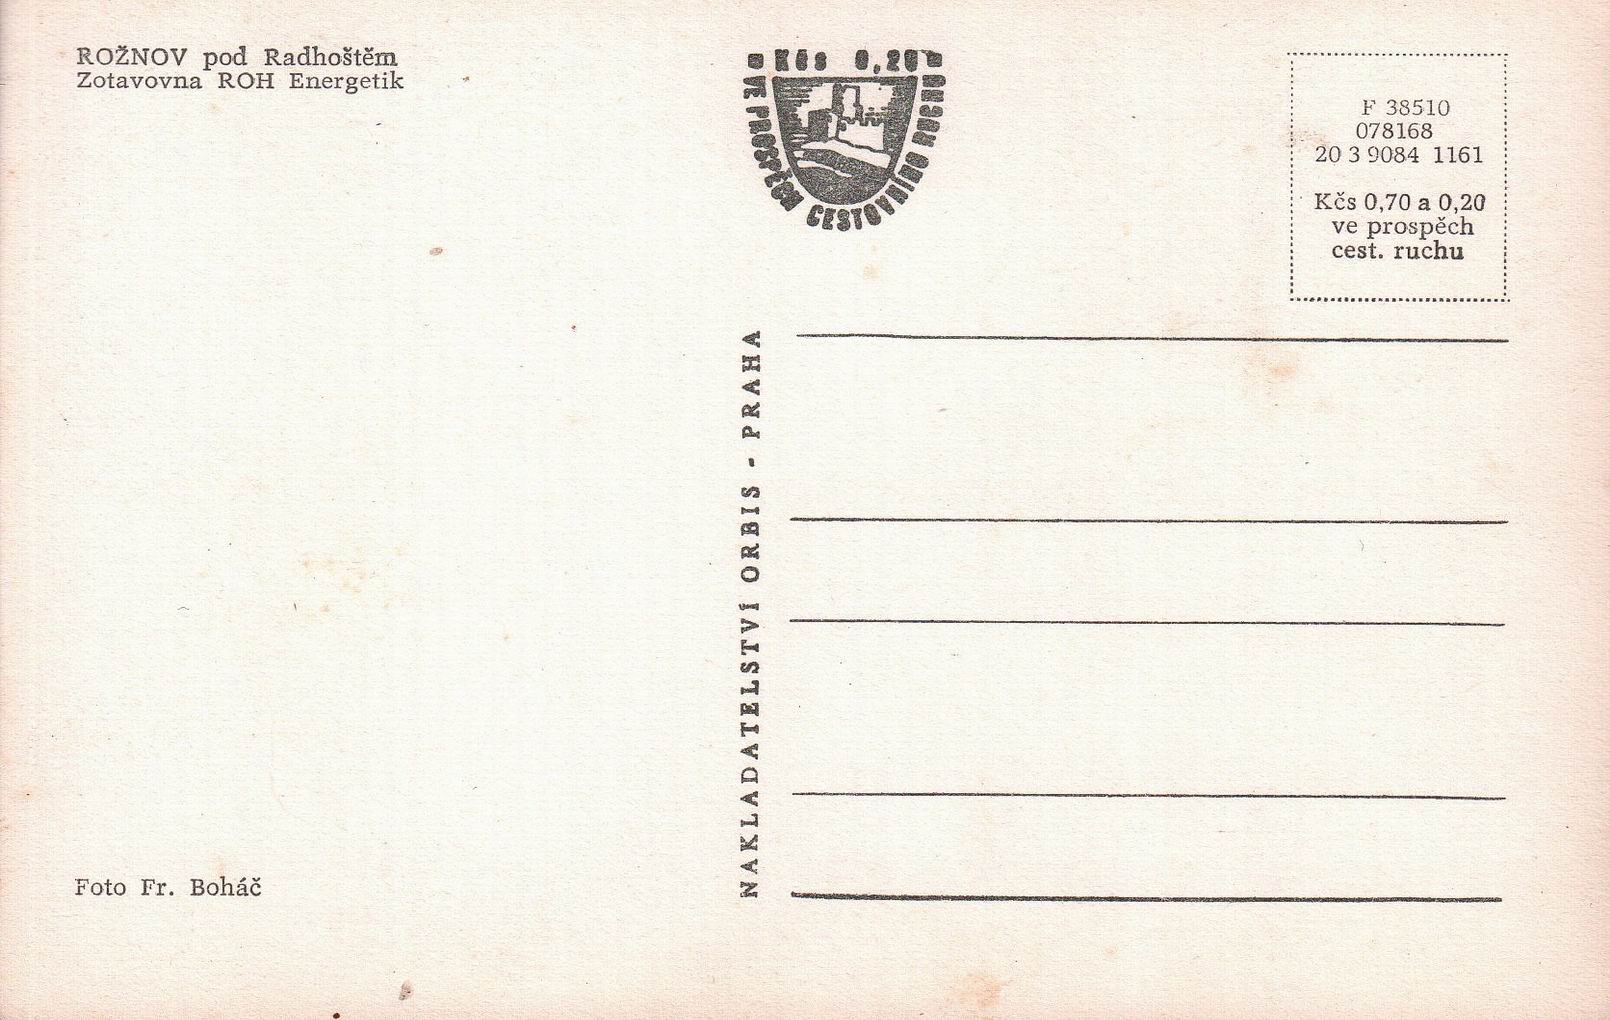 ROŽNOV pod Radhoštěm
Zotavovna ROH Energetik
Kčs 0,20
VE PROSPĚCH CESTOVNÍHO RUCHU
F 38510
078168
20 3 9084 1161
Kčs 0,70 a 0,20
ve prospěch
cest. ruchu
NAKLADATELSTVÍ ORBIS - PRAHA
Foto Fr. Boháč